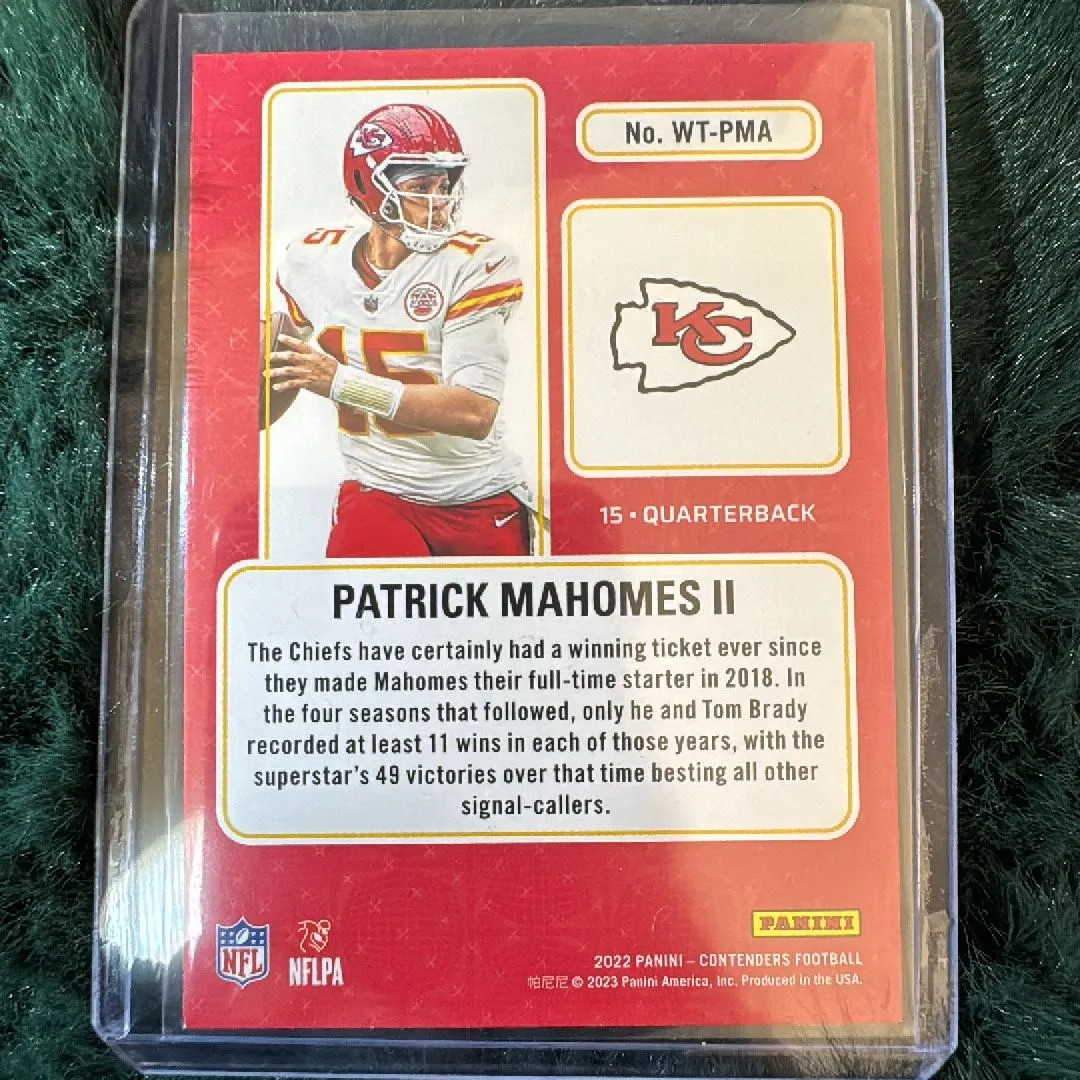 No. WT-PMA
KC
15
15
15
KC
15 • QUARTERBACK
PATRICK MAHOMES II
The Chiefs have certainly had a winning ticket ever since
they made Mahomes their full-time starter in 2018. In
the four seasons that followed, only he and Tom Brady
recorded at least 11 wins in each of those years, with the
superstar's 49 victories over that time besting all other
signal-callers.
NFL
NFLPA
PANINI
2022 PANINI – CONTENDERS FOOTBALL
帕尼尼 © 2023 Panini America, Inc. Produced in the USA.